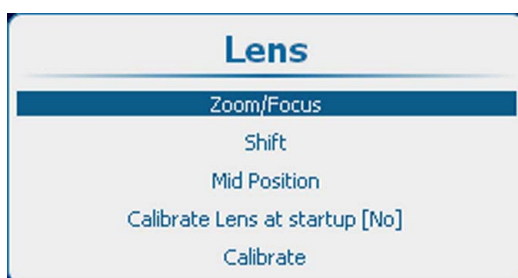 Lens
Zoom/Focus
Shift
Mid Position
Calibrate Lens at startup [No]
Calibrate